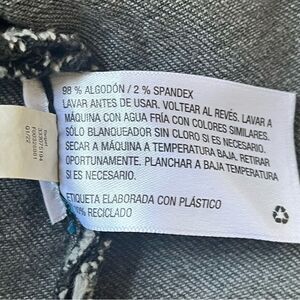 98 % ALGODÓN / 2 % SPANDEX
LAVAR ANTES DE USAR. VOLTEAR AL REVÉS. LAVAR A
MÁQUINA CON AGUA FRÍA CON COLORES SIMILARES.
SÓLO BLANQUEADOR SIN CLORO SI ES NECESARIO.
SECAR A MÁQUINA A TEMPERATURA BAJA. RETIRAR
OPORTUNAMENTE. PLANCHAR A BAJA TEMPERATURA
SI ES NECESARIO.
ETIQUETA ELABORADA CON PLÁSTICO
RECICLADO